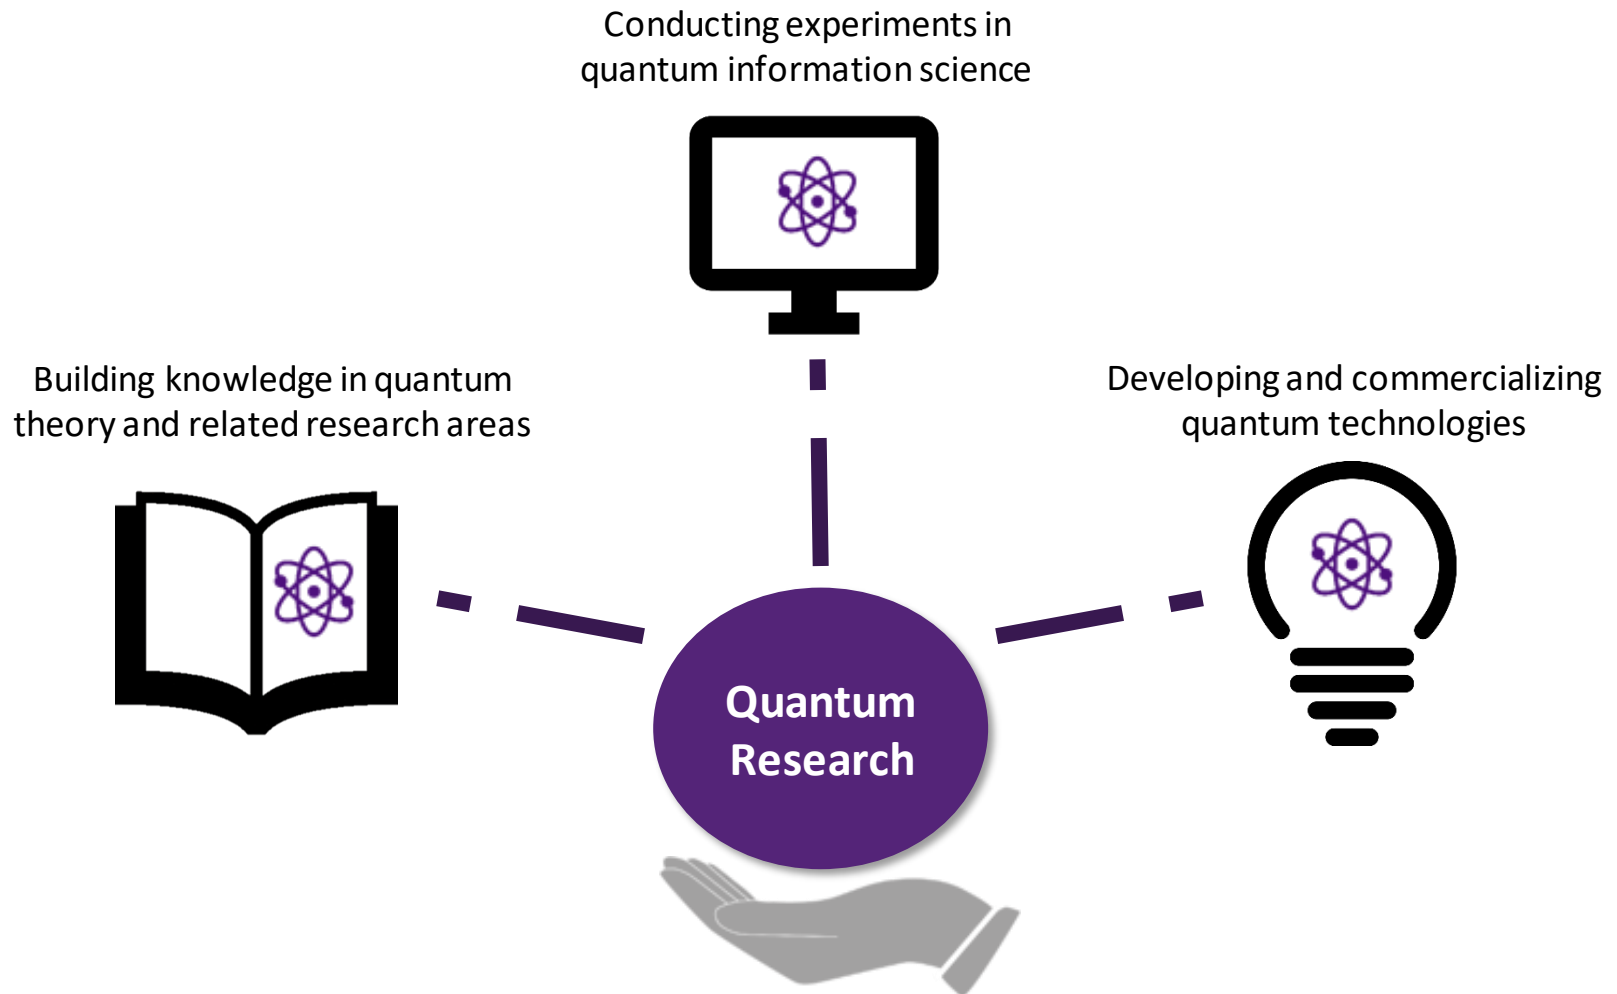 Conducting experiments in
quantum information science
Building knowledge in quantum
theory and related research areas
Developing and commercializing
quantum technologies
Quantum
Research